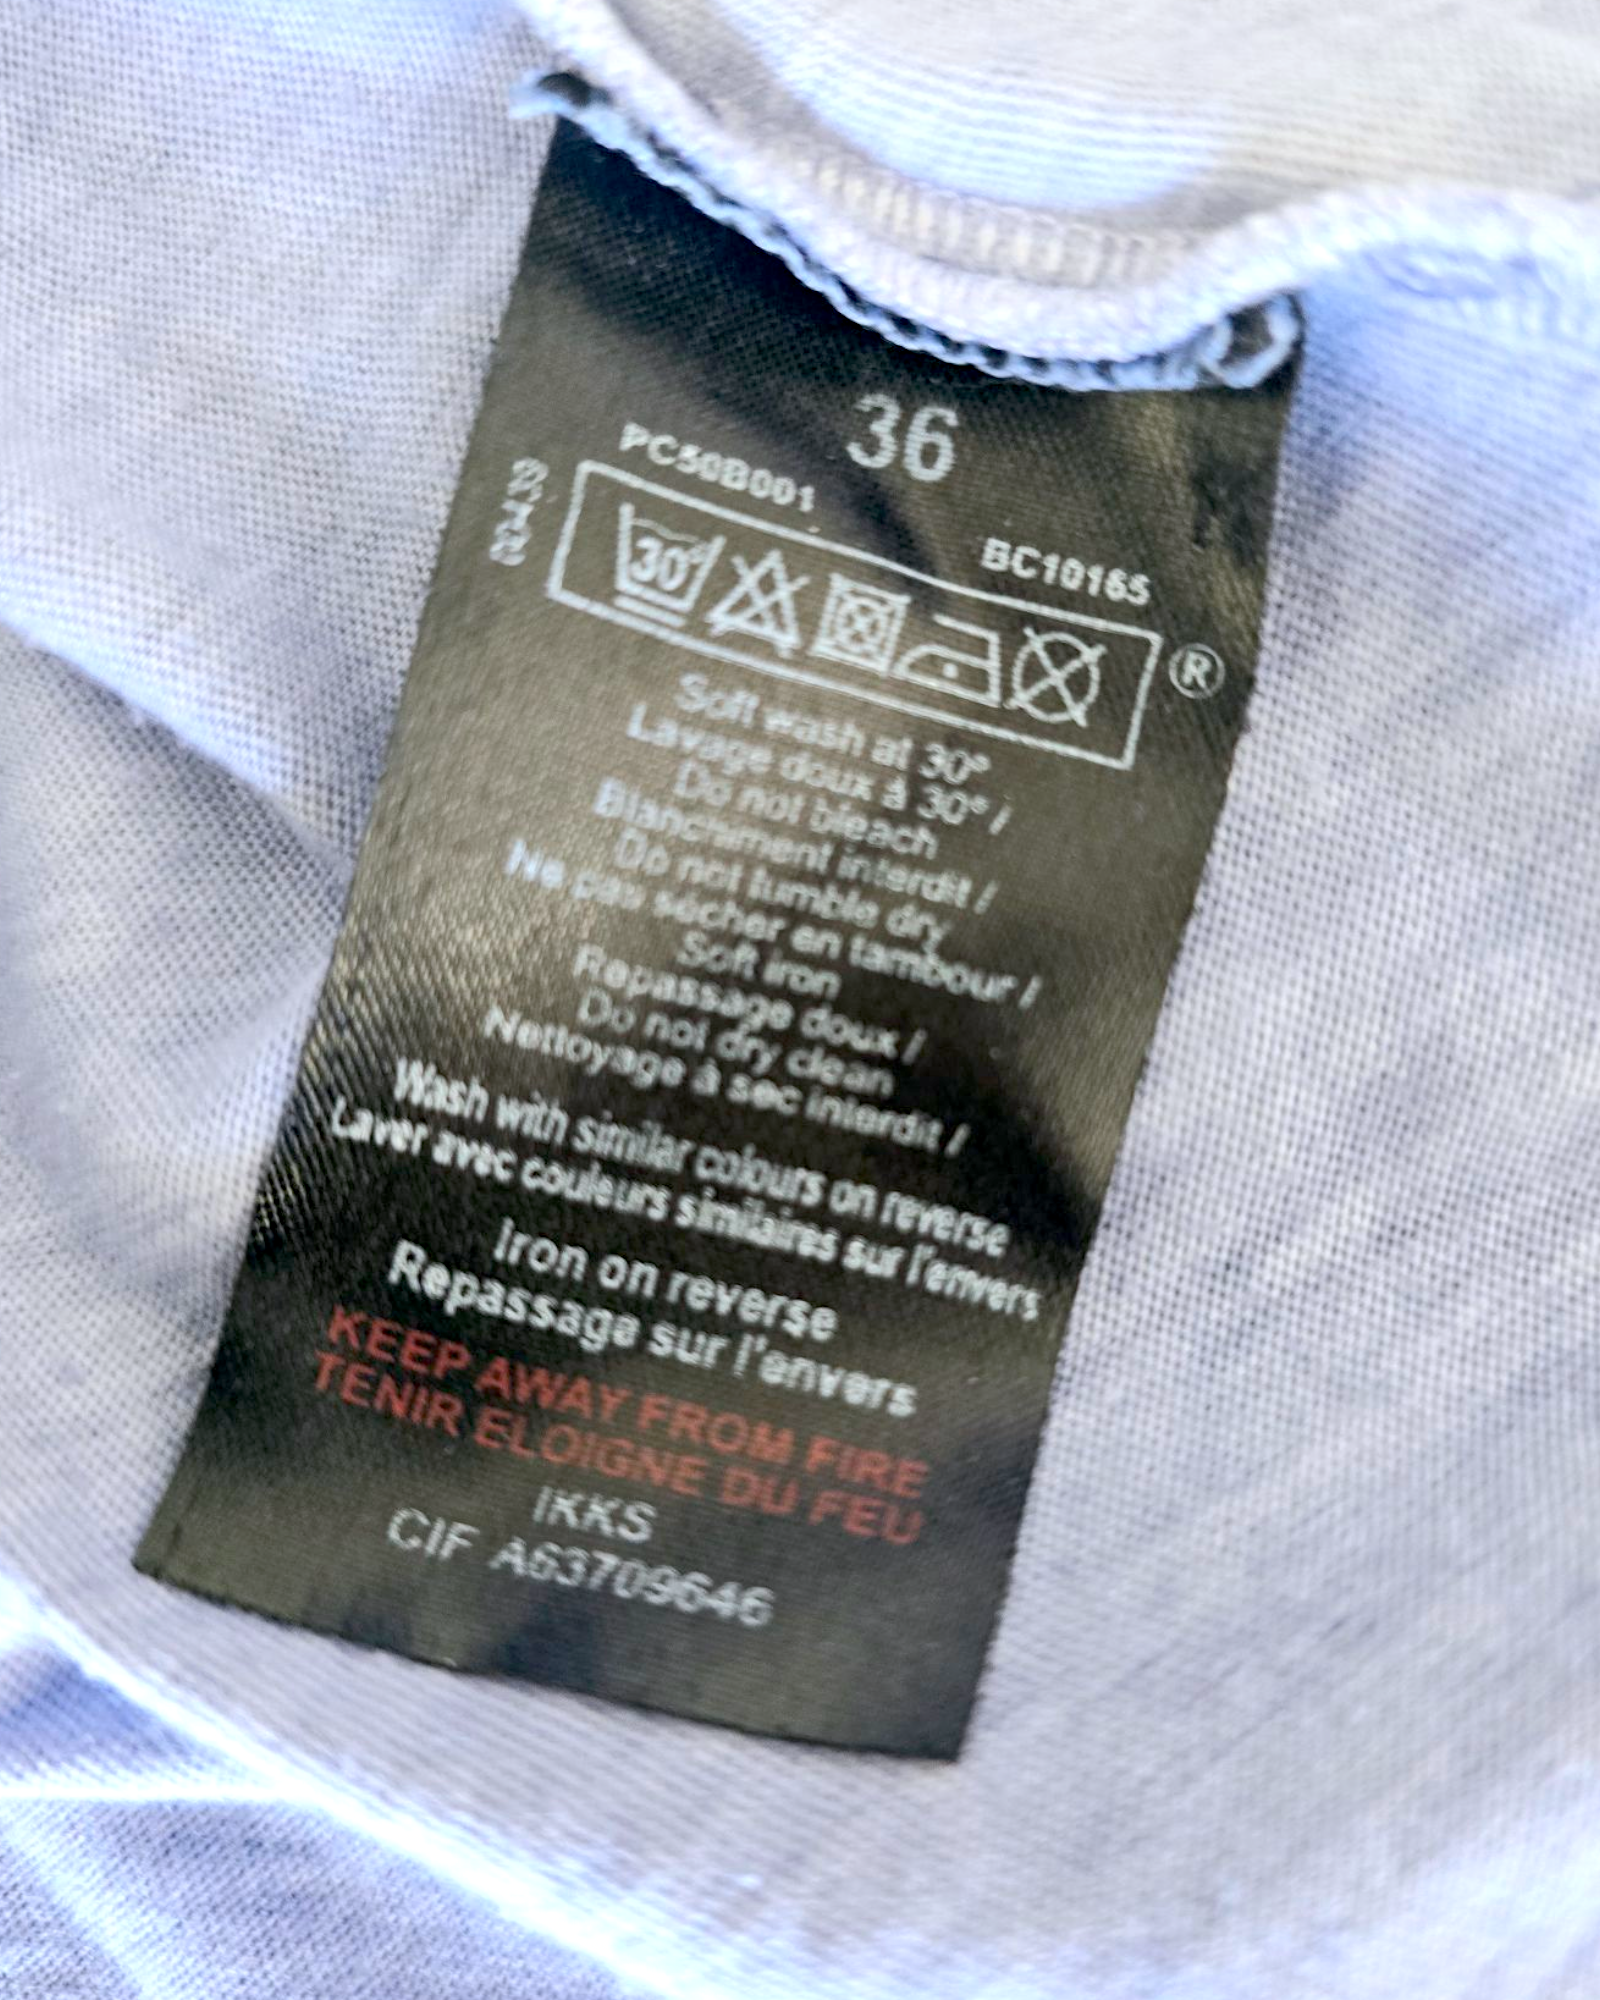 36
PC50B001
BC10165
30°
®
Soft wash at 30°
Lavage doux à 30° /
Do not bleach
Blanchiment interdit /
Do not tumble dry
Ne pas sécher en tambour /
Soft iron
Repassage doux /
Do not dry clean
Nettoyage à sec interdit /
Wash with similar colours on reverse
Laver avec couleurs similaires sur l'envers
Iron on reverse
Repassage sur l'envers
KEEP AWAY FROM FIRE
TENIR ELOIGNE DU FEU
IKKS
CIF A63709646